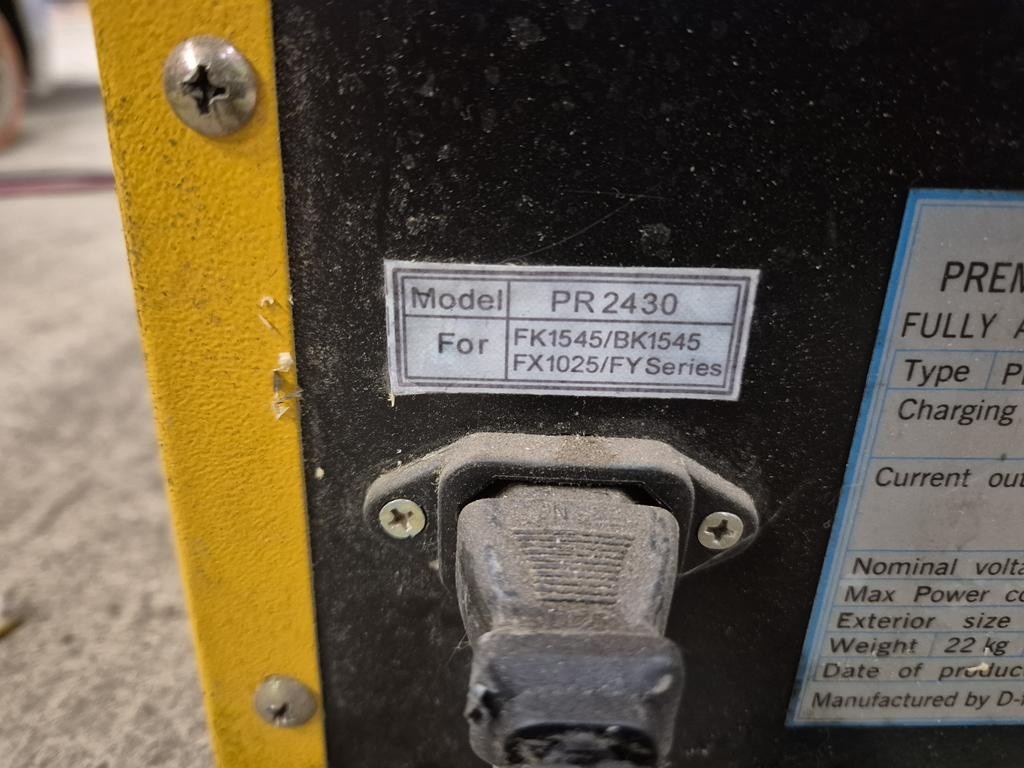 Model PR 2430
For FK1545/BK1545
FX1025/FY Series
FULLY
Type
Charging
Current
Nominal
Max Power
Exterior size
Weight 22 kg
Date of
Manufactured by